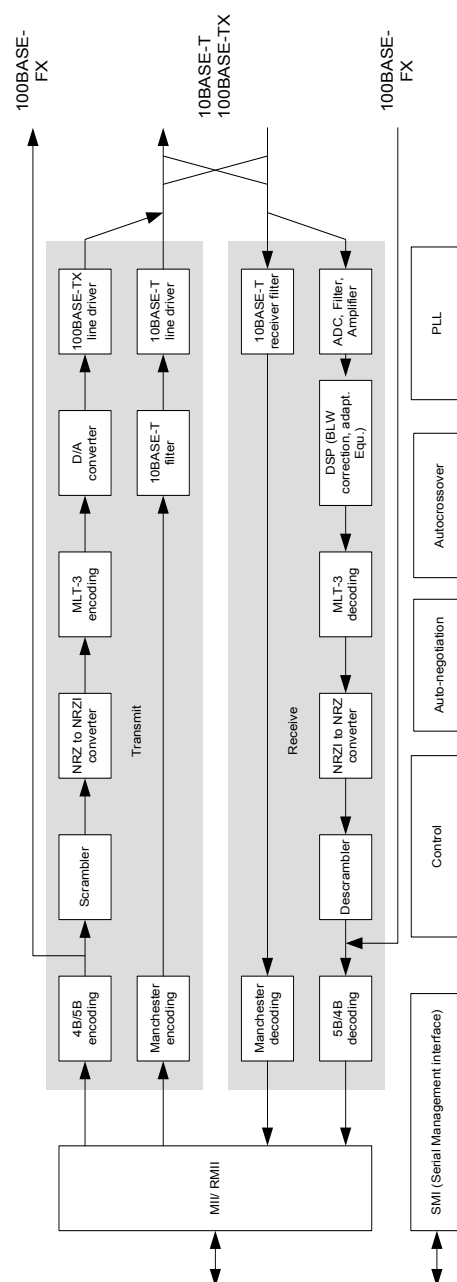 100BASE-
FX
10BASE-T
100BASE-TX
100BASE-
FX
4B/5B
encoding
Scrambler
NRZ to NRZI
converter
MLT-3
encoding
D/A
converter
100BASE-TX
line driver
Manchester
encoding
10BASE-T
filter
10BASE-T
line driver
Transmit
MII/ RMII
Receive
Manchester
decoding
10BASE-T
receiver filter
5B/4B
decoding
Descrambler
NRZI to NRZ
converter
MLT-3
decoding
DSP (BLW
correction, adapt.
Equ.)
ADC, Filter,
Amplifier
SMI (Serial Management interface)
Control
Auto-negotiation
Autocrossover
PLL